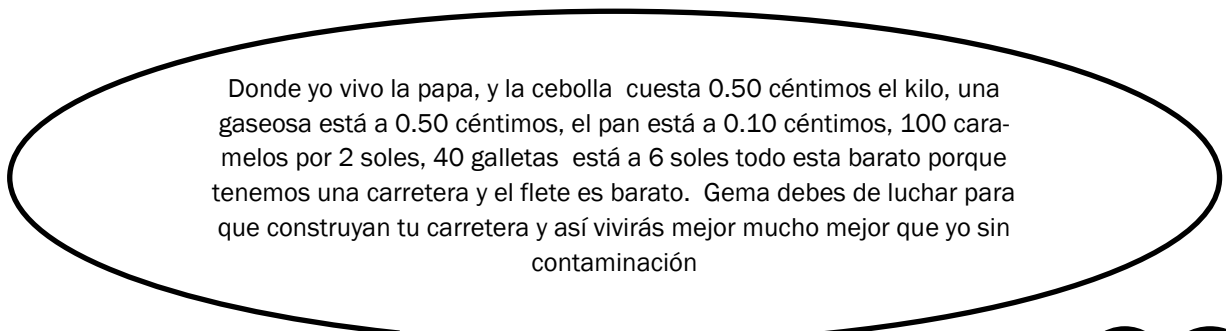 Donde yo vivo la papa, y la cebolla  cuesta 0.50 céntimos el kilo, una
gaseosa está a 0.50 céntimos, el pan está a 0.10 céntimos, 100 cara-
melos por 2 soles, 40 galletas  está a 6 soles todo esta barato porque
tenemos una carretera y el flete es barato.  Gema debes de luchar para
que construyan tu carretera y así vivirás mejor mucho mejor que yo sin
contaminación